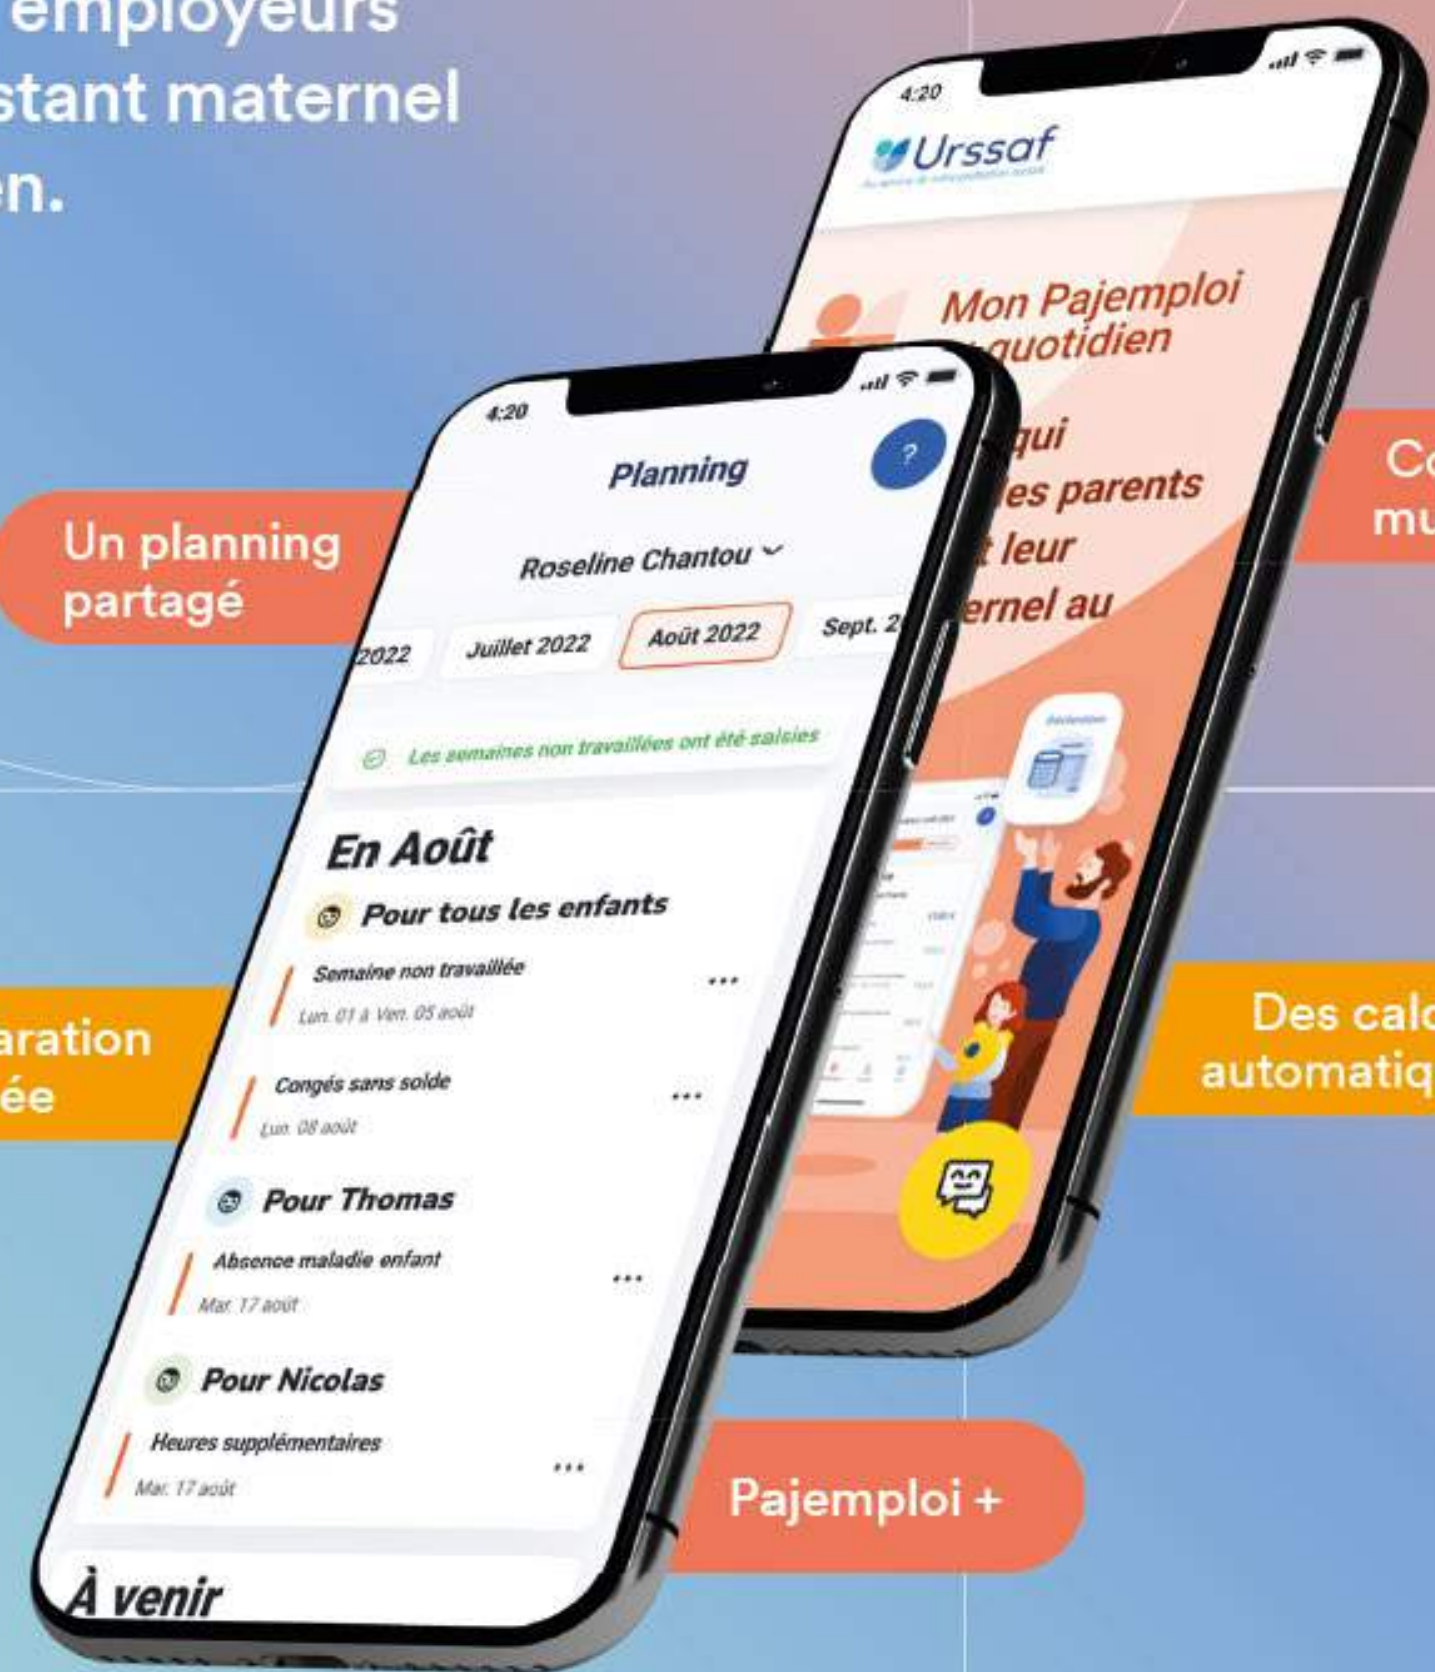 employeurs
stant maternel
en.
4:20
Urssaf
Mon Pajemploi
quotidien
qui
les parents
leur
ernel au
Déclaration
4:20
Planning
?
Roseline Chantou
2022
Juillet 2022
Août 2022
Sept. 2
Les semaines non travaillées ont été saisies
En Août
Pour tous les enfants
Semaine non travaillée
Lun. 01 à Ven. 05 août
Congés sans solde
Lun. 08 août
Pour Thomas
Absence maladie enfant
Mar. 17 août
Pour Nicolas
Heures supplémentaires
Mar. 17 août
À venir
Un planning
partagé
Co
mu
aration
ée
Des calc
automatiq
Pajemploi +